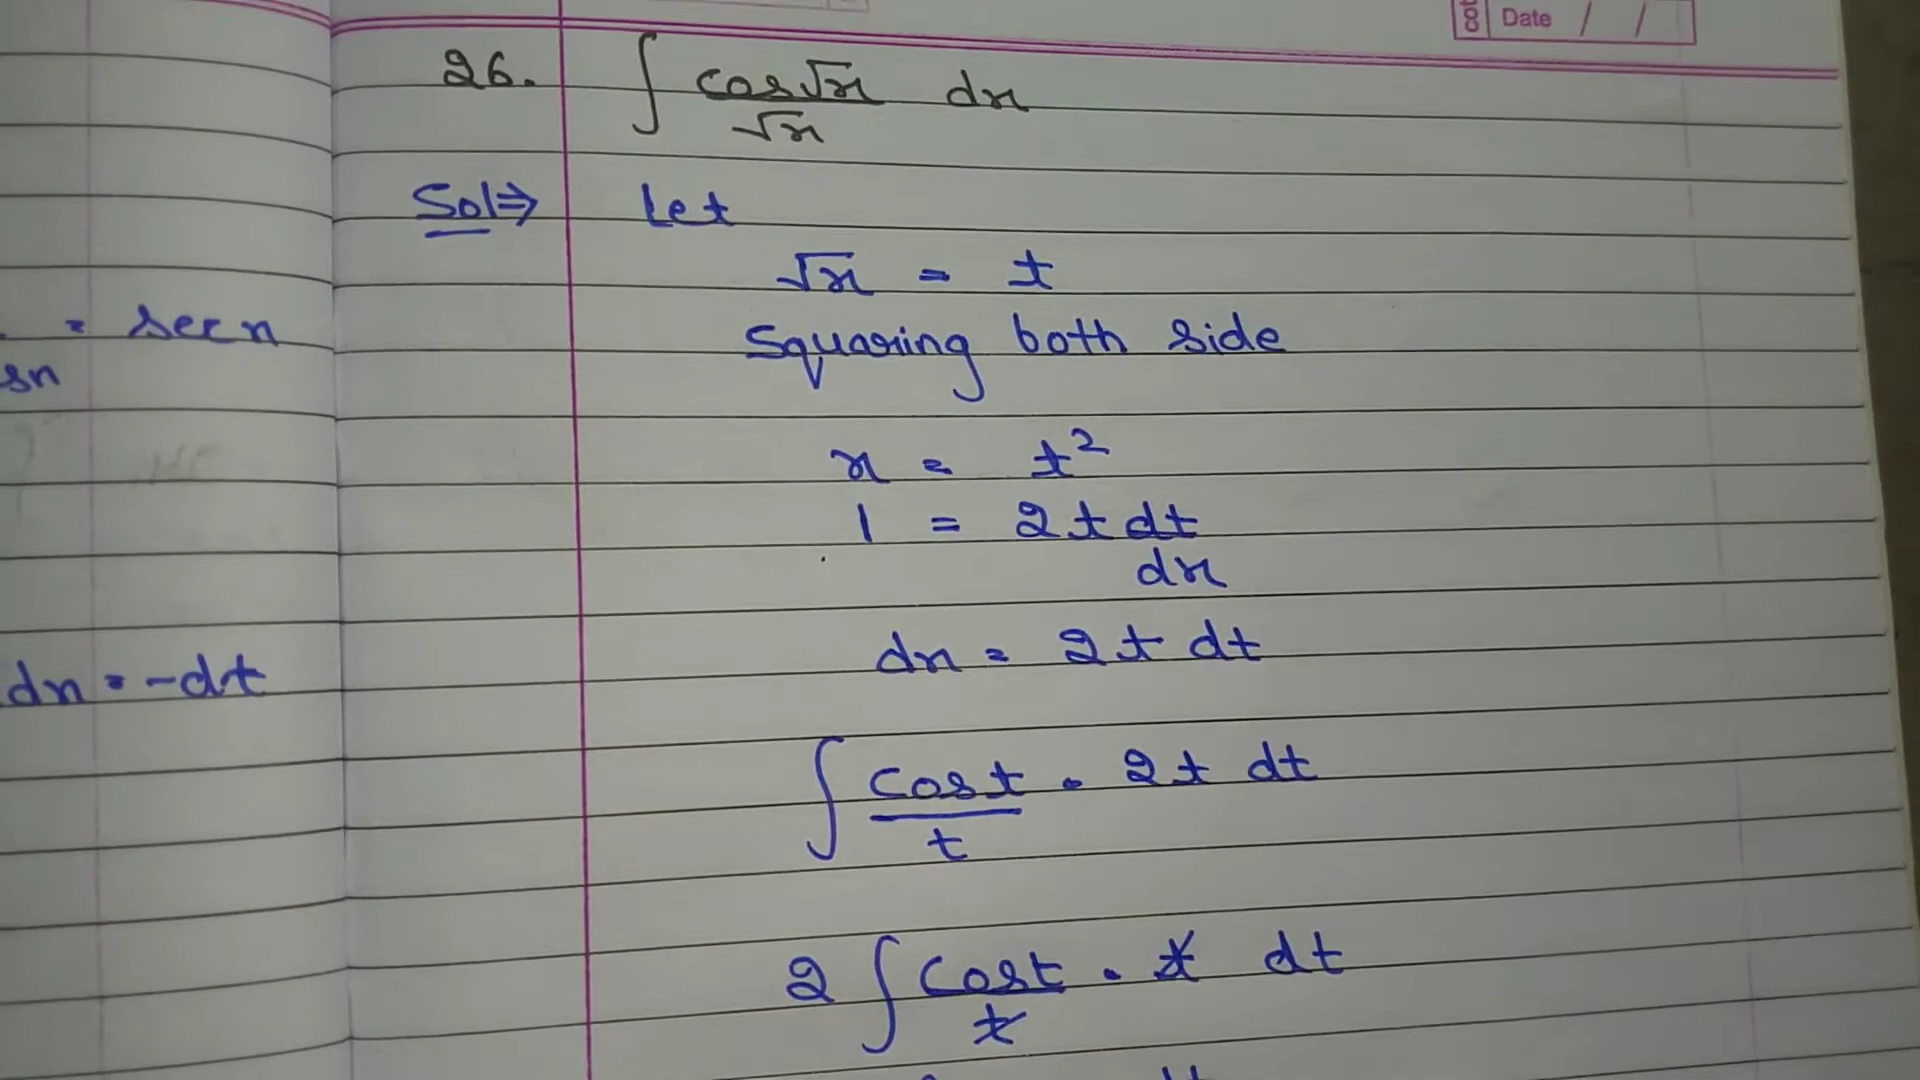 Date / /
26. ∫ cos√x/√x dx
Sol⇒ Let
√x = t
Squaring both side
= secx
sx
x = t²
1 = 2t dt/dx
dx = 2t dt
dx = -dt
∫ cost/t . 2t dt
2 ∫ cost/t . t dt